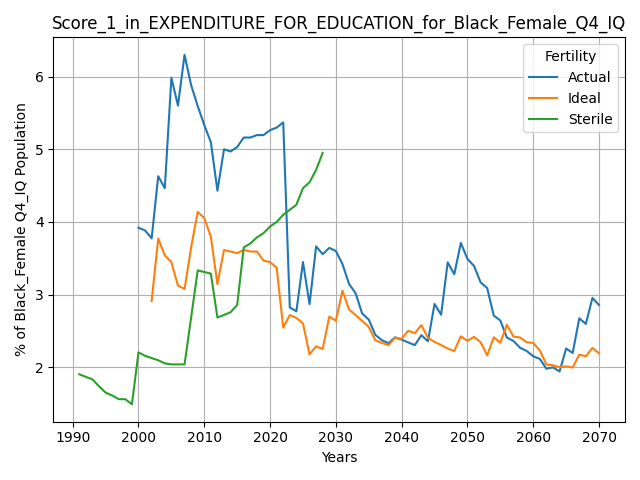 Score_1_in_EXPENDITURE_FOR_EDUCATION_for_Black_Female_Q4_IQ
Fertility
Actual
Ideal
Sterile
% of Black_Female Q4_IQ Population
6
5
4
3
2
1990 2000 2010 2020 2030 2040 2050 2060 2070
Years